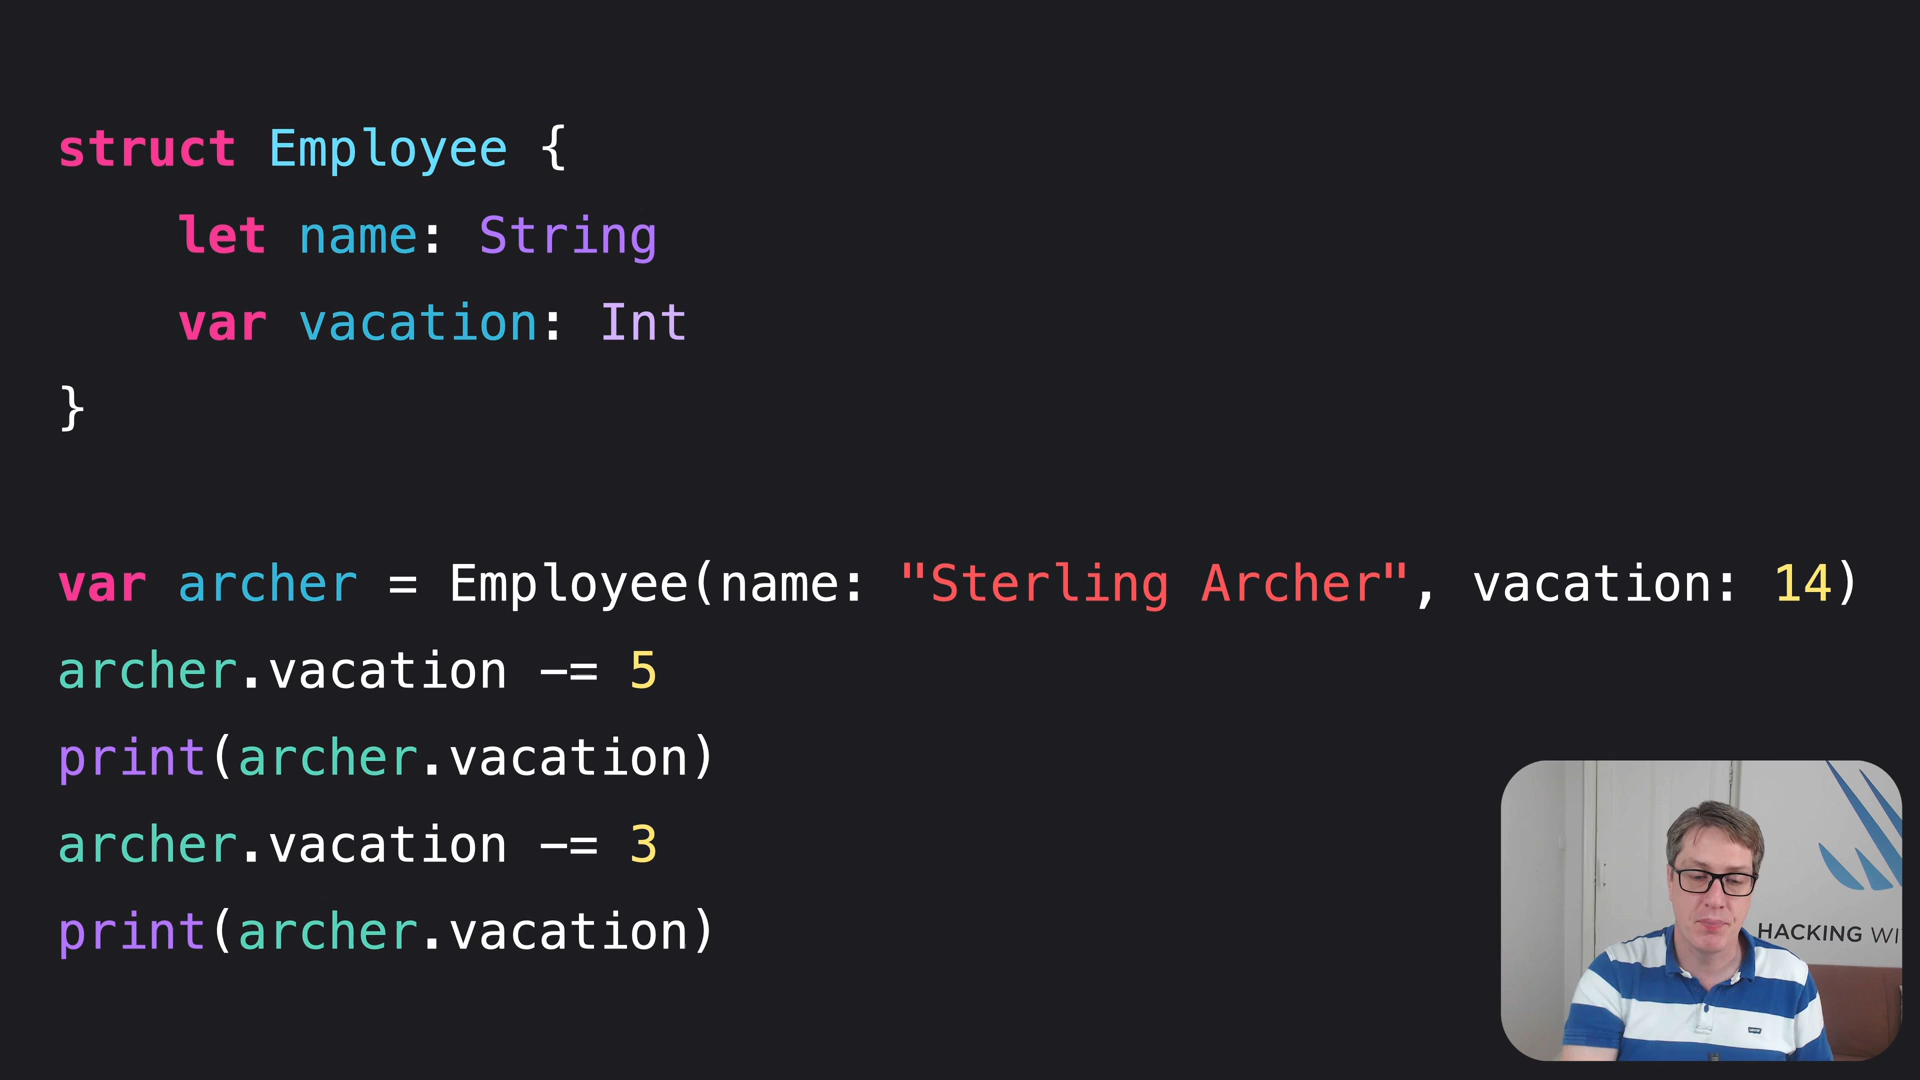 struct Employee {
    let name: String
    var vacation: Int
}
var archer = Employee(name: "Sterling Archer", vacation: 14)
archer.vacation -= 5
print(archer.vacation)
archer.vacation -= 3
print(archer.vacation)
HACKING WI